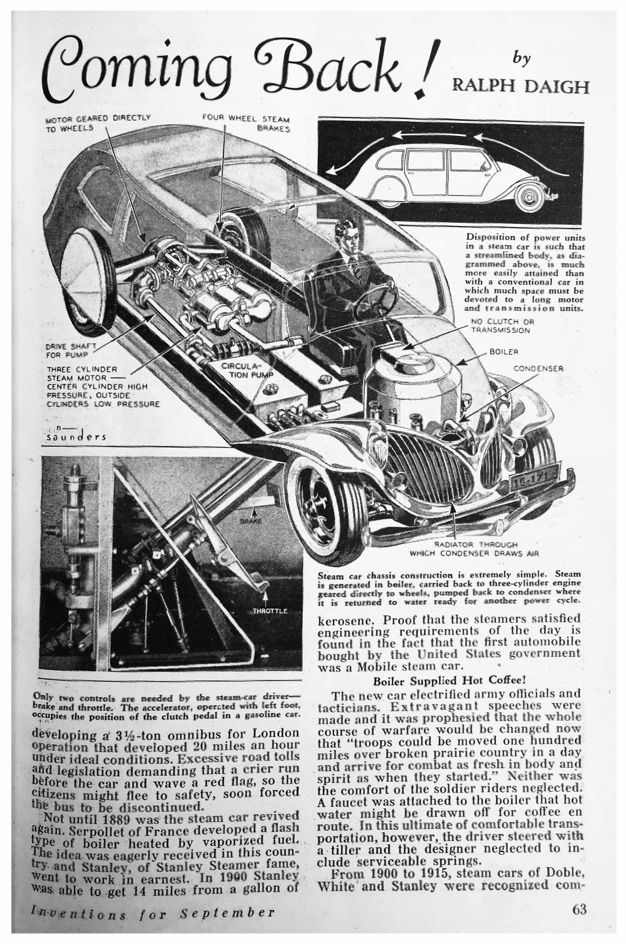 Coming Back!
by
RALPH DAIGH
MOTOR GEARED DIRECTLY
TO WHEELS
FOUR WHEEL STEAM
BRAKES
Disposition of power units
in a steam car is such that
a streamlined body, as dia-
grammed above, is much
more easily attained than
with a conventional car in
which much space must be
devoted to a long motor
and transmission units.
NO CLUTCH OR
TRANSMISSION
BOILER
CONDENSER
DRIVE SHAFT
FOR PUMP
THREE CYLINDER
STEAM MOTOR —
CENTER CYLINDER HIGH
PRESSURE, OUTSIDE
CYLINDERS LOW PRESSURE
CIRCULA-
TION PUMP
saunders
BRAKE
THROTTLE
RADIATOR THROUGH
WHICH CONDENSER DRAWS AIR
Steam car chassis construction is extremely simple. Steam
is generated in boiler, carried back to three-cylinder engine
geared directly to wheels, pumped back to condenser where
it is returned to water ready for another power cycle.
Only two controls are needed by the steam-car driver—
brake and throttle. The accelerator, operated with left foot,
occupies the position of the clutch pedal in a gasoline car.
developing a 3½-ton omnibus for London
operation that developed 20 miles an hour
under ideal conditions. Excessive road tolls
and legislation demanding that a crier run
before the car and wave a red flag, so the
citizens might flee to safety, soon forced
the bus to be discontinued.
Not until 1889 was the steam car revived
again. Serpollet of France developed a flash
type of boiler heated by vaporized fuel.
The idea was eagerly received in this coun-
try and Stanley, of Stanley Steamer fame,
went to work in earnest. In 1900 Stanley
was able to get 14 miles from a gallon of
kerosene. Proof that the steamers satisfied
engineering requirements of the day is
found in the fact that the first automobile
bought by the United States government
was a Mobile steam car.
Boiler Supplied Hot Coffee!
The new car electrified army officials and
tacticians. Extravagant speeches were
made and it was prophesied that the whole
course of warfare would be changed now
that "troops could be moved one hundred
miles over broken prairie country in a day
and arrive for combat as fresh in body and
spirit as when they started." Neither was
the comfort of the soldier riders neglected.
A faucet was attached to the boiler that hot
water might be drawn off for coffee en
route. In this ultimate of comfortable trans-
portation, however, the driver steered with
a tiller and the designer neglected to in-
clude serviceable springs.
From 1900 to 1915, steam cars of Doble,
White and Stanley were recognized com-
Inventions for September
63